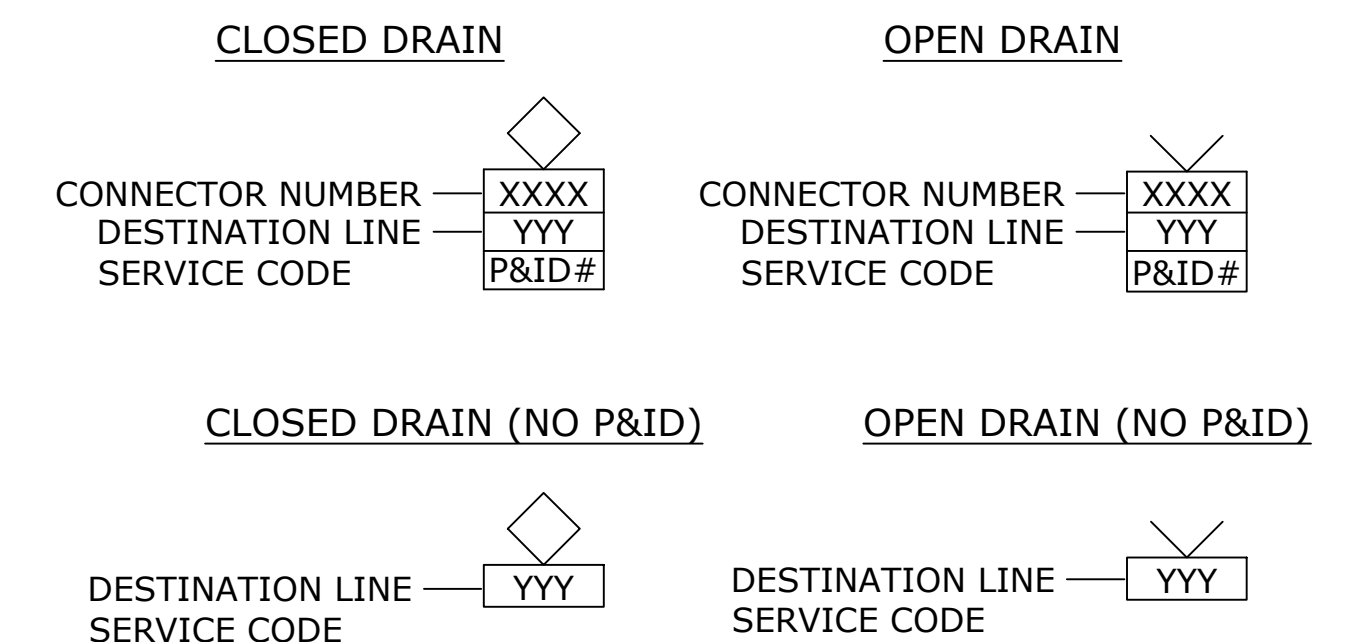 CLOSED DRAIN
CONNECTOR NUMBER
DESTINATION LINE
SERVICE CODE
XXXX
YYY
P&ID#
OPEN DRAIN
CONNECTOR NUMBER
DESTINATION LINE
SERVICE CODE
XXXX
YYY
P&ID#
CLOSED DRAIN (NO P&ID)
DESTINATION LINE
SERVICE CODE
YYY
OPEN DRAIN (NO P&ID)
DESTINATION LINE
SERVICE CODE
YYY